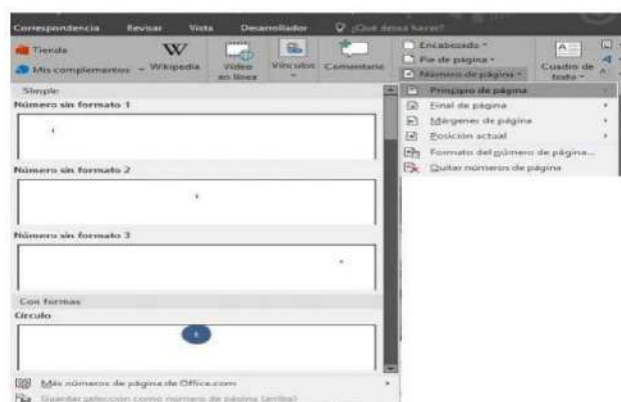 Correspondencia Revisar Vista Desarrollador ¿Qué desea hacer?
Tienda
Mis complementos
W
Wikipedia
Vídeo en línea
Vínculos
Comentario
Encabezado
Pie de página
Número de página
A
Cuadro de texto
Simple
Número sin formato 1
1
Número sin formato 2
1
Número sin formato 3
Con formas
Círculo
1
Más números de página de Office.com
Guardar selección como número de página (arriba)
Principio de página
Final de página
Márgenes de página
Posición actual
Formato del número de página...
Quitar números de página